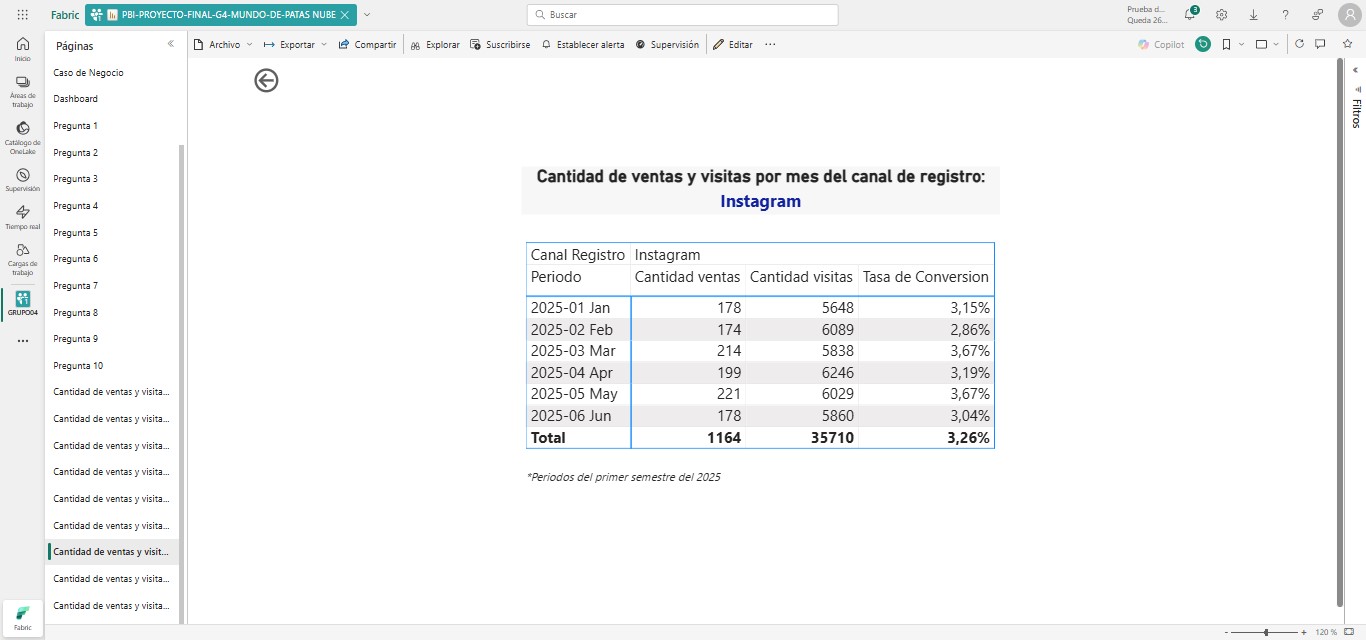 Fabric
PBI-PROYECTO-FINAL-G4-MUNDO-DE-PATAS NUBE
Buscar
Prueba d...
Queda 26...
3
Inicio
Áreas de trabajo
Catálogo de OneLake
Supervisión
Tiempo real
Cargas de trabajo
GRUPO04
Fabric
Páginas
Caso de Negocio
Dashboard
Pregunta 1
Pregunta 2
Pregunta 3
Pregunta 4
Pregunta 5
Pregunta 6
Pregunta 7
Pregunta 8
Pregunta 9
Pregunta 10
Cantidad de ventas y visita...
Cantidad de ventas y visita...
Cantidad de ventas y visita...
Cantidad de ventas y visita...
Cantidad de ventas y visita...
Cantidad de ventas y visita...
Cantidad de ventas y visit...
Cantidad de ventas y visita...
Cantidad de ventas y visita...
Archivo Exportar Compartir Explorar Suscribirse Establecer alerta Supervisión Editar ...
Copilot
Filtros
Cantidad de ventas y visitas por mes del canal de registro:
Instagram
Canal Registro Instagram
Periodo Cantidad ventas Cantidad visitas Tasa de Conversion
2025-01 Jan 178 5648 3,15%
2025-02 Feb 174 6089 2,86%
2025-03 Mar 214 5838 3,67%
2025-04 Apr 199 6246 3,19%
2025-05 May 221 6029 3,67%
2025-06 Jun 178 5860 3,04%
Total 1164 35710 3,26%
*Periodos del primer semestre del 2025
- + 120 %